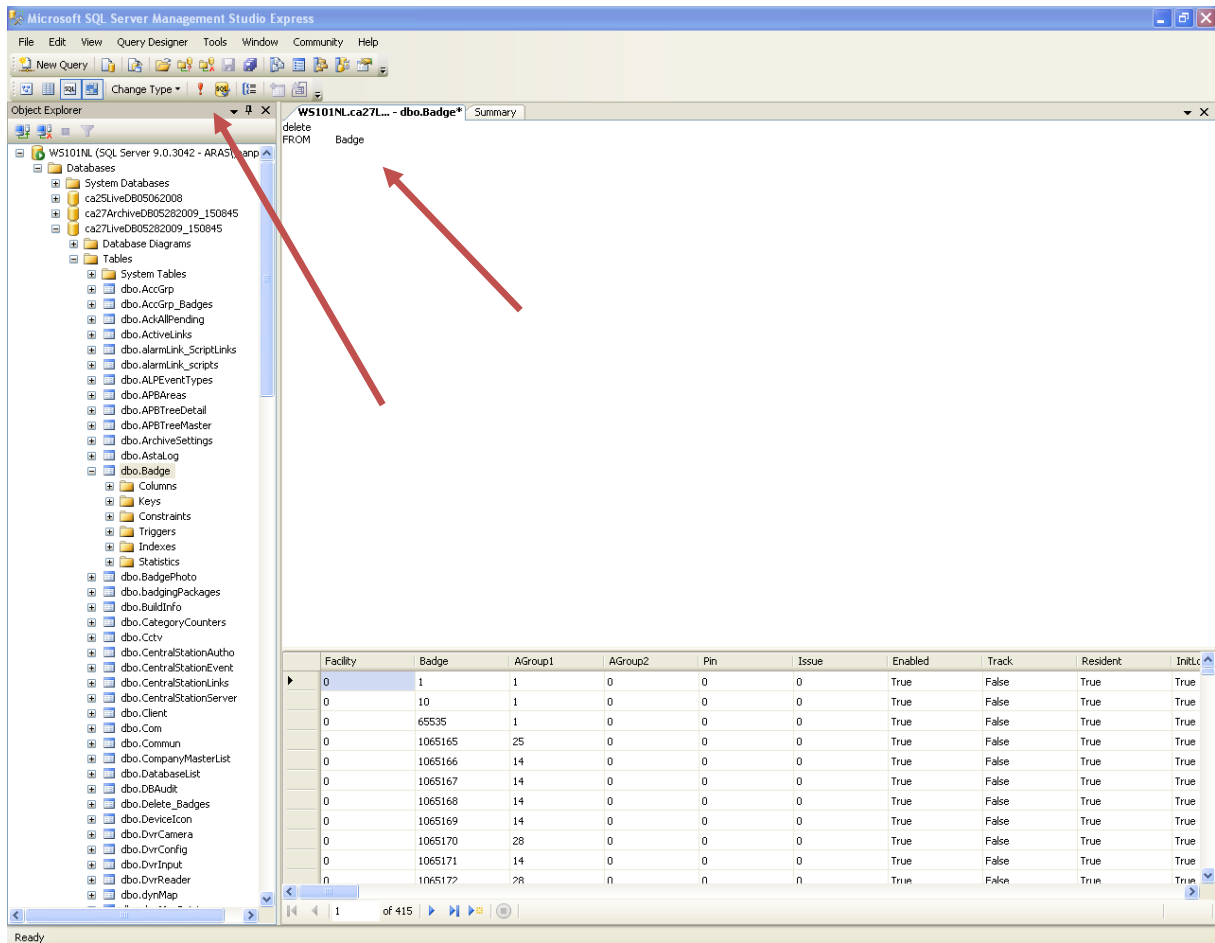 Microsoft SQL Server Management Studio Express
File Edit View Query Designer Tools Window Community Help
New Query
Change Type
Object Explorer
WS101NL.ca27L... - dbo.Badge* Summary
delete
FROM Badge
WS101NL (SQL Server 9.0.3042 - ARAS\
Databases
System Databases
ca25LiveDB05062008
ca27ArchiveDB05282009_150845
ca27LiveDB05282009_150845
Database Diagrams
Tables
System Tables
dbo.AccGrp
dbo.AccGrp_Badges
dbo.AckAllPending
dbo.ActiveLinks
dbo.alarmLink_ScriptLinks
dbo.alarmLink_scripts
dbo.ALPEventTypes
dbo.APBAreas
dbo.APBTreeDetail
dbo.APBTreeMaster
dbo.ArchiveSettings
dbo.AstaLog
dbo.Badge
Columns
Keys
Constraints
Triggers
Indexes
Statistics
dbo.BadgePhoto
dbo.badgingPackages
dbo.BuildInfo
dbo.CategoryCounters
dbo.Cctv
dbo.CentralStationAutho
dbo.CentralStationEvent
dbo.CentralStationLinks
dbo.CentralStationServer
dbo.Client
dbo.Com
dbo.Commun
dbo.CompanyMasterList
dbo.DatabaseList
dbo.DBAudit
dbo.Delete_Badges
dbo.DeviceIcon
dbo.DvrCamera
dbo.DvrConfig
dbo.DvrInput
dbo.DvrReader
dbo.dynMap
Facility Badge AGroup1 AGroup2 Pin Issue Enabled Track Resident InitLo
0 1 1 0 0 0 True False True True
0 10 1 0 0 0 True False True True
0 65535 1 0 0 0 True False True True
0 1065165 25 0 0 0 True False True True
0 1065166 14 0 0 0 True False True True
0 1065167 14 0 0 0 True False True True
0 1065168 14 0 0 0 True False True True
0 1065169 14 0 0 0 True False True True
0 1065170 28 0 0 0 True False True True
0 1065171 14 0 0 0 True False True True
0 1065172 28 0 0 0 True False True True
1 of 415
Ready